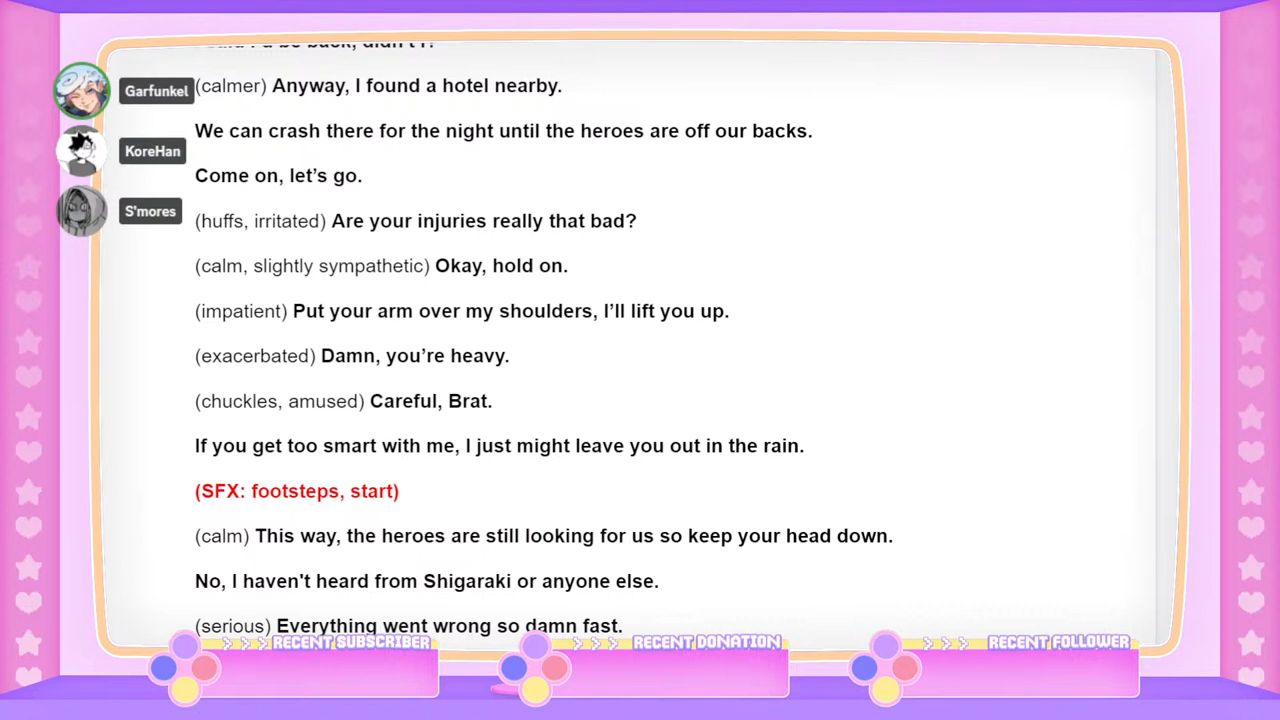 Garfunkel
KoreHan
S'mores
(calmer) Anyway, I found a hotel nearby.
We can crash there for the night until the heroes are off our backs.
Come on, let’s go.
(huffs, irritated) Are your injuries really that bad?
(calm, slightly sympathetic) Okay, hold on.
(impatient) Put your arm over my shoulders, I’ll lift you up.
(exacerbated) Damn, you’re heavy.
(chuckles, amused) Careful, Brat.
If you get too smart with me, I just might leave you out in the rain.
(SFX: footsteps, start)
(calm) This way, the heroes are still looking for us so keep your head down.
No, I haven't heard from Shigaraki or anyone else.
(serious) Everything went wrong so damn fast.
> > > RECENT SUBSCRIBER
> > > RECENT DONATION
> > > RECENT FOLLOWER